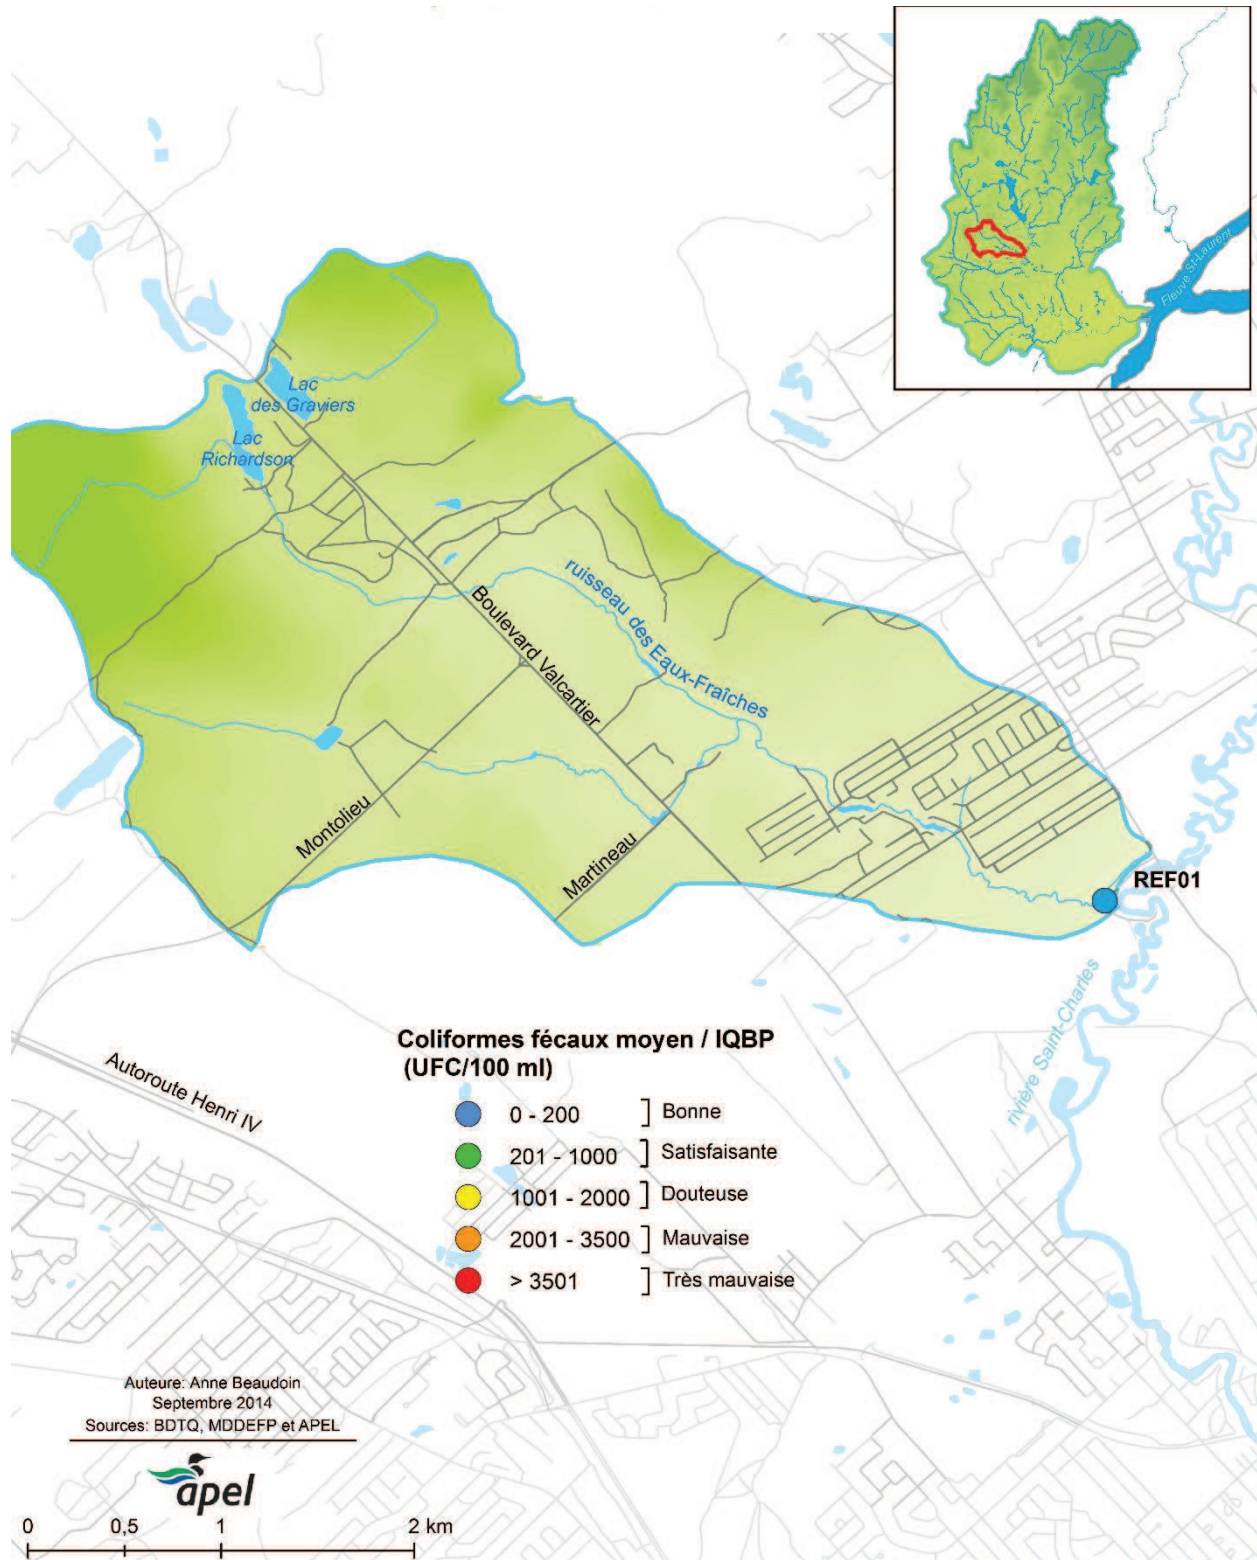 Fleuve St-Laurent
Lac
des Graviers
Lac
Richardson
ruisseau des Eaux-Fraîches
Boulevard Valcartier
Montolieu
Martineau
REF01
rivière Saint-Charles
Autoroute Henri IV
Coliformes fécaux moyen / IQBP
(UFC/100 ml)
0 - 200 ] Bonne
201 - 1000 ] Satisfaisante
1001 - 2000 ] Douteuse
2001 - 3500 ] Mauvaise
> 3501 ] Très mauvaise
Auteure: Anne Beaudoin
Septembre 2014
Sources: BDTQ, MDDEFP et APEL
apel
0 0,5 1 2 km